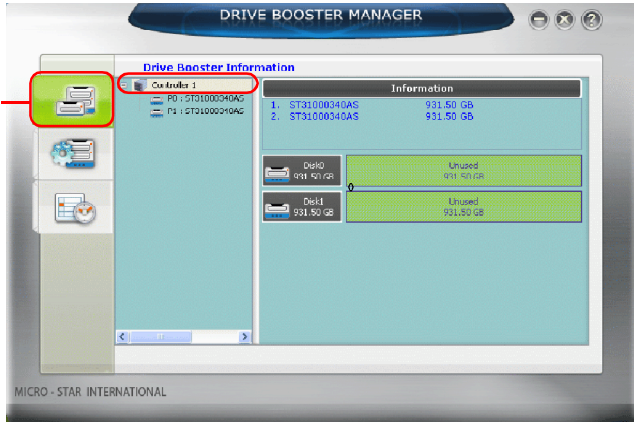 DRIVE BOOSTER MANAGER
Drive Booster Information
Controller 1
P0 : ST31000340AS
P1 : ST31000340AS
Information
1. ST31000340AS 931.50 GB
2. ST31000340AS 931.50 GB
Disk0
931.50 GB
Unused
931.50 GB
0
Disk1
931.50 GB
Unused
931.50 GB
MICRO - STAR INTERNATIONAL